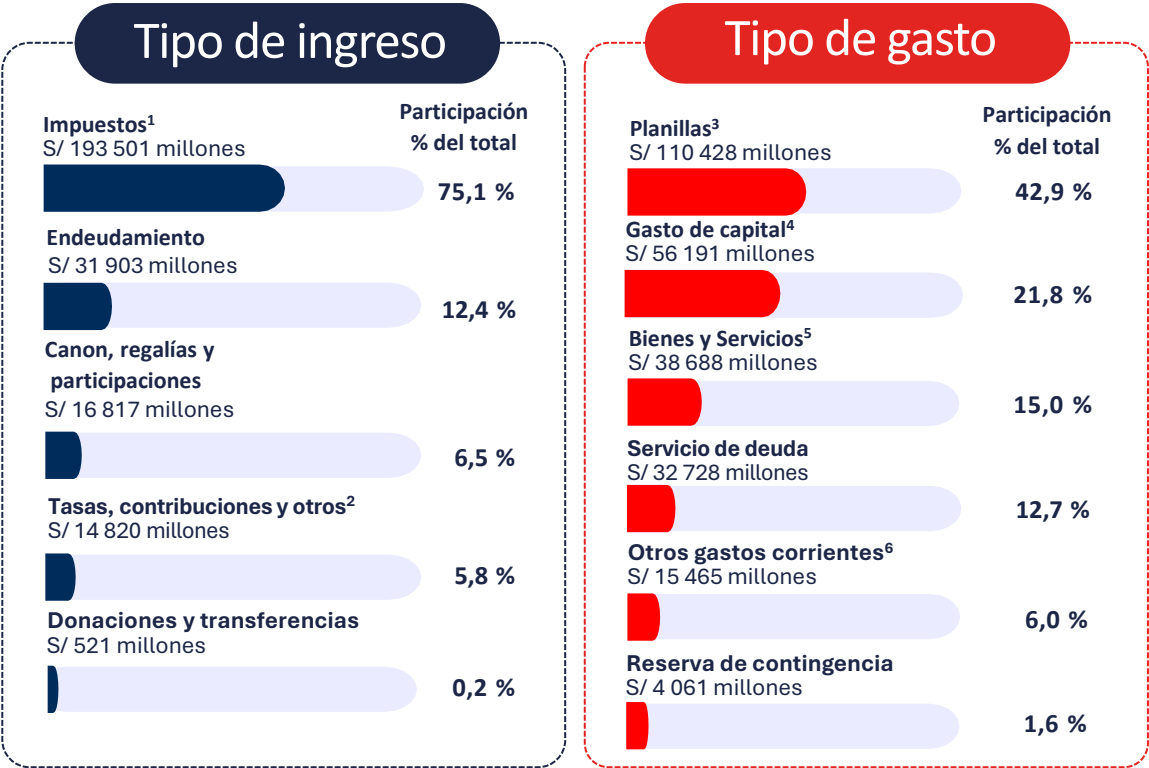 Tipo de ingreso
Participación
% del total
Impuestos¹
S/ 193 501 millones
75,1 %
Endeudamiento
S/ 31 903 millones
12,4 %
Canon, regalías y
participaciones
S/ 16 817 millones
6,5 %
Tasas, contribuciones y otros²
S/ 14 820 millones
5,8 %
Donaciones y transferencias
S/ 521 millones
0,2 %
Tipo de gasto
Participación
% del total
Planillas³
S/ 110 428 millones
42,9 %
Gasto de capital⁴
S/ 56 191 millones
21,8 %
Bienes y Servicios⁵
S/ 38 688 millones
15,0 %
Servicio de deuda
S/ 32 728 millones
12,7 %
Otros gastos corrientes⁶
S/ 15 465 millones
6,0 %
Reserva de contingencia
S/ 4 061 millones
1,6 %